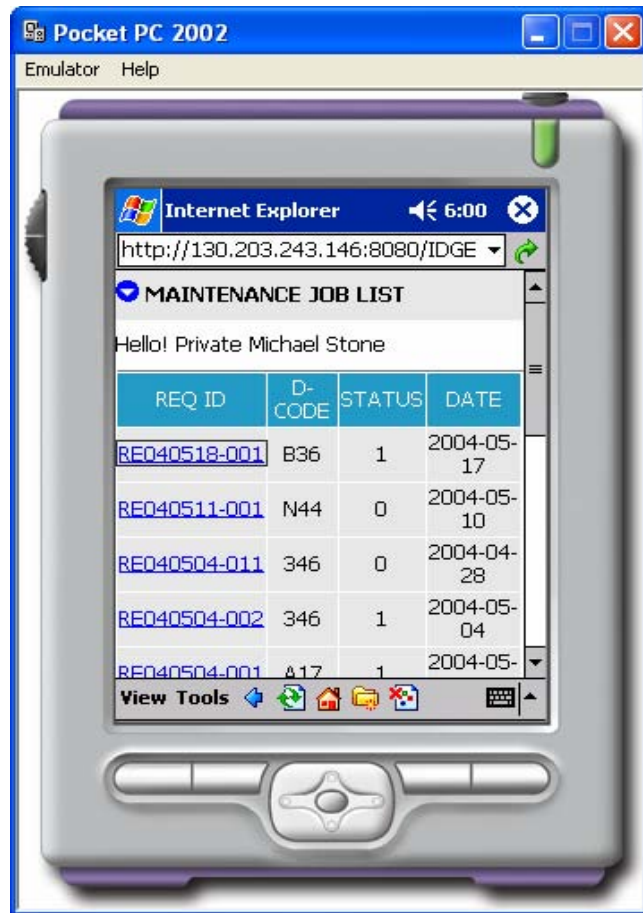 Pocket PC 2002
Emulator Help
Internet Explorer 6:00
http://130.203.243.146:8080/IDGE
MAINTENANCE JOB LIST
Hello! Private Michael Stone
REQ ID D-CODE STATUS DATE
RE040518-001 B36 1 2004-05-17
RE040511-001 N44 0 2004-05-10
RE040504-011 346 0 2004-04-28
RE040504-002 346 1 2004-05-04
RE040504-001 A17 1 2004-05-
View Tools